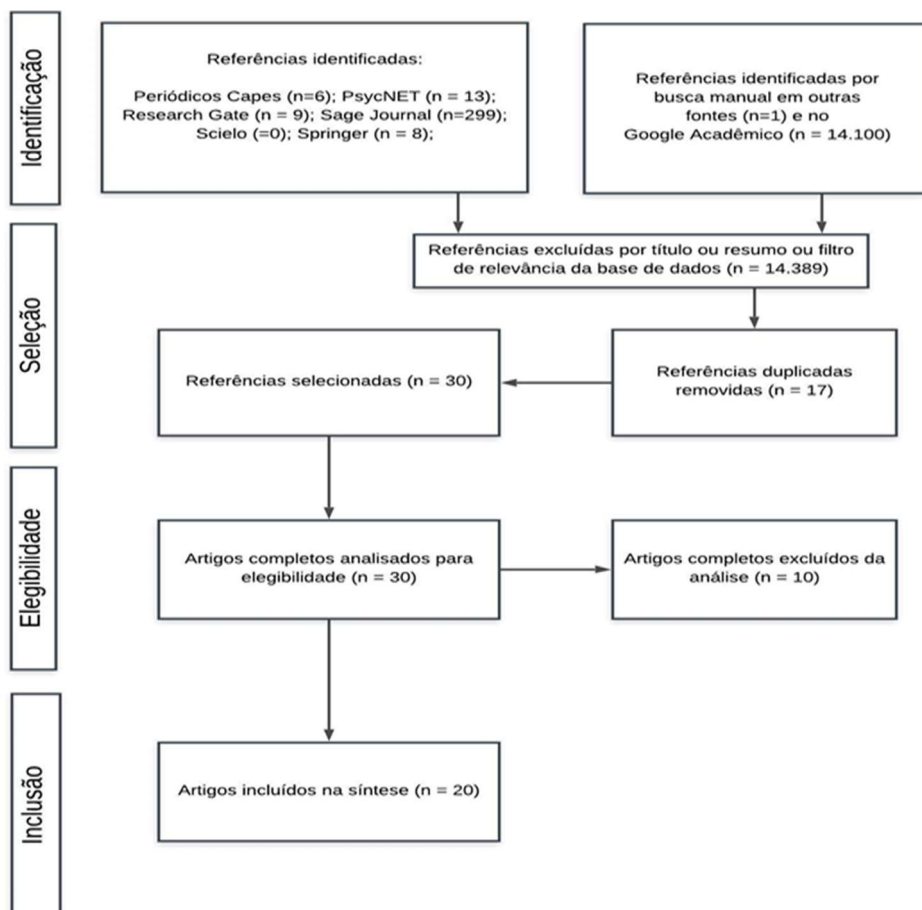 Identificação
Referências identificadas:
Periódicos Capes (n=6); PsycNET (n = 13);
Research Gate (n = 9); Sage Journal (n=299);
Scielo (=0); Springer (n = 8);
Referências identificadas por
busca manual em outras
fontes (n=1) e no
Google Acadêmico (n = 14.100)
Seleção
Referências excluídas por título ou resumo ou filtro
de relevância da base de dados (n = 14.389)
Referências selecionadas (n = 30)
Referências duplicadas
removidas (n = 17)
Elegibilidade
Artigos completos analisados para
elegibilidade (n = 30)
Artigos completos excluídos da
análise (n = 10)
Inclusão
Artigos incluídos na síntese (n = 20)